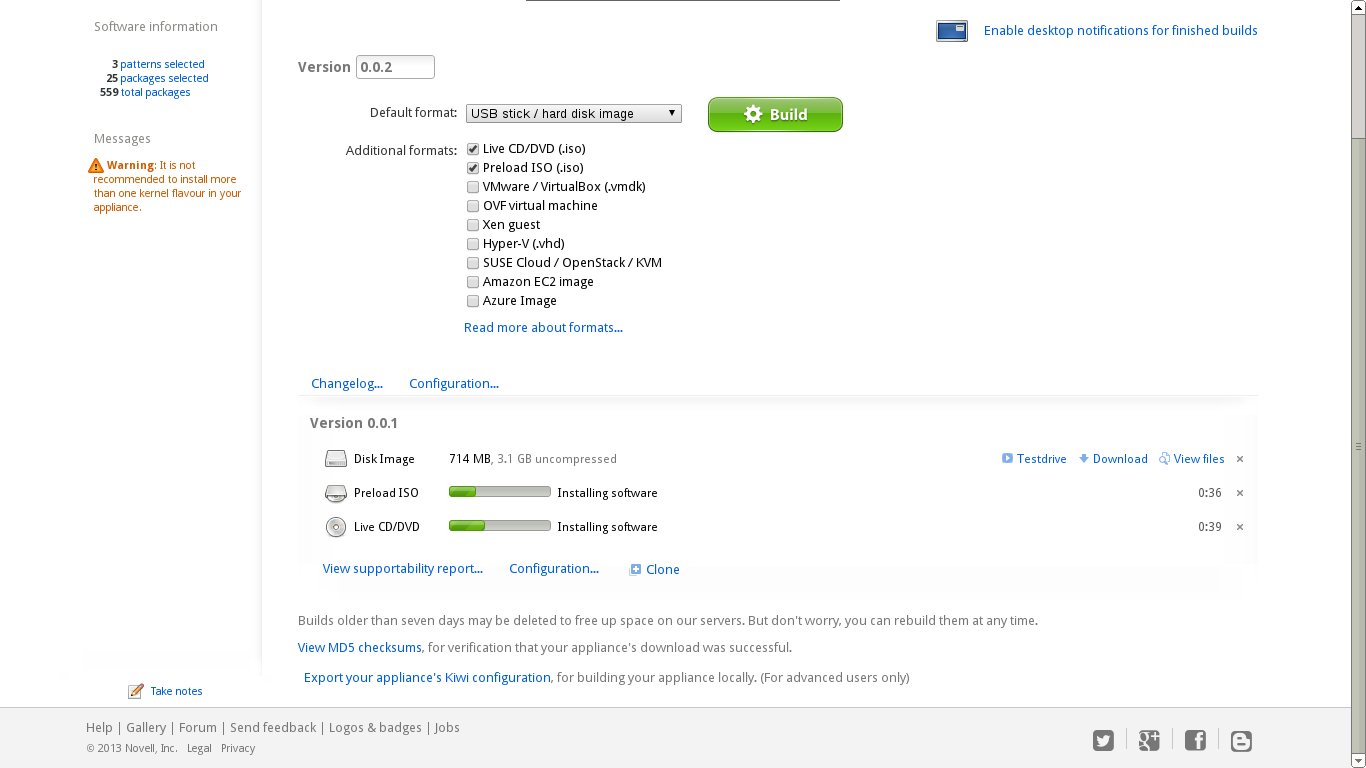 Software information
3 patterns selected
25 packages selected
559 total packages
Messages
Warning: It is not
recommended to install more
than one kernel flavour in your
appliance.
Take notes
Enable desktop notifications for finished builds
Version 0.0.2
Default format: USB stick / hard disk image Build
Additional formats: Live CD/DVD (.iso)
Preload ISO (.iso)
VMware / VirtualBox (.vmdk)
OVF virtual machine
Xen guest
Hyper-V (.vhd)
SUSE Cloud / OpenStack / KVM
Amazon EC2 image
Azure Image
Read more about formats...
Changelog... Configuration...
Version 0.0.1
Disk Image 714 MB, 3.1 GB uncompressed Testdrive Download View files ×
Preload ISO Installing software 0:36 ×
Live CD/DVD Installing software 0:39 ×
View supportability report... Configuration... Clone
Builds older than seven days may be deleted to free up space on our servers. But don't worry, you can rebuild them at any time.
View MD5 checksums, for verification that your appliance's download was successful.
Export your appliance's Kiwi configuration, for building your appliance locally. (For advanced users only)
Help | Gallery | Forum | Send feedback | Logos & badges | Jobs
© 2013 Novell, Inc. Legal Privacy